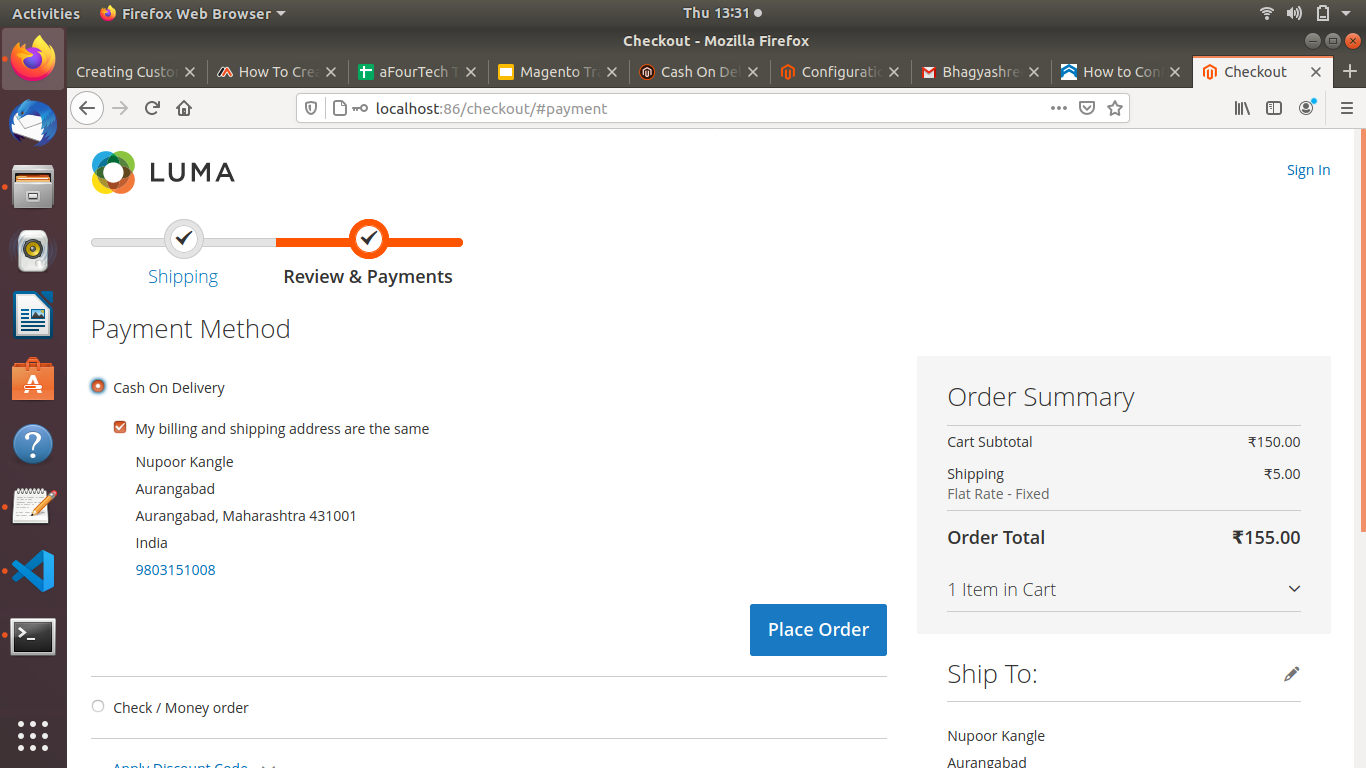 Activities Firefox Web Browser Thu 13:31
Checkout - Mozilla Firefox
Creating Custo How To Cre aFourTech T Magento Tr Cash On Del Configurati Bhagyashre How to Con Checkout
localhost:86/checkout/#payment
LUMA
Sign In
Shipping
Review & Payments
Payment Method
Cash On Delivery
My billing and shipping address are the same
Nupoor Kangle
Aurangabad
Aurangabad, Maharashtra 431001
India
9803151008
Place Order
Check / Money order
Apply Discount Code
Order Summary
Cart Subtotal ₹150.00
Shipping ₹5.00
Flat Rate - Fixed
Order Total ₹155.00
1 Item in Cart
Ship To:
Nupoor Kangle
Aurangabad